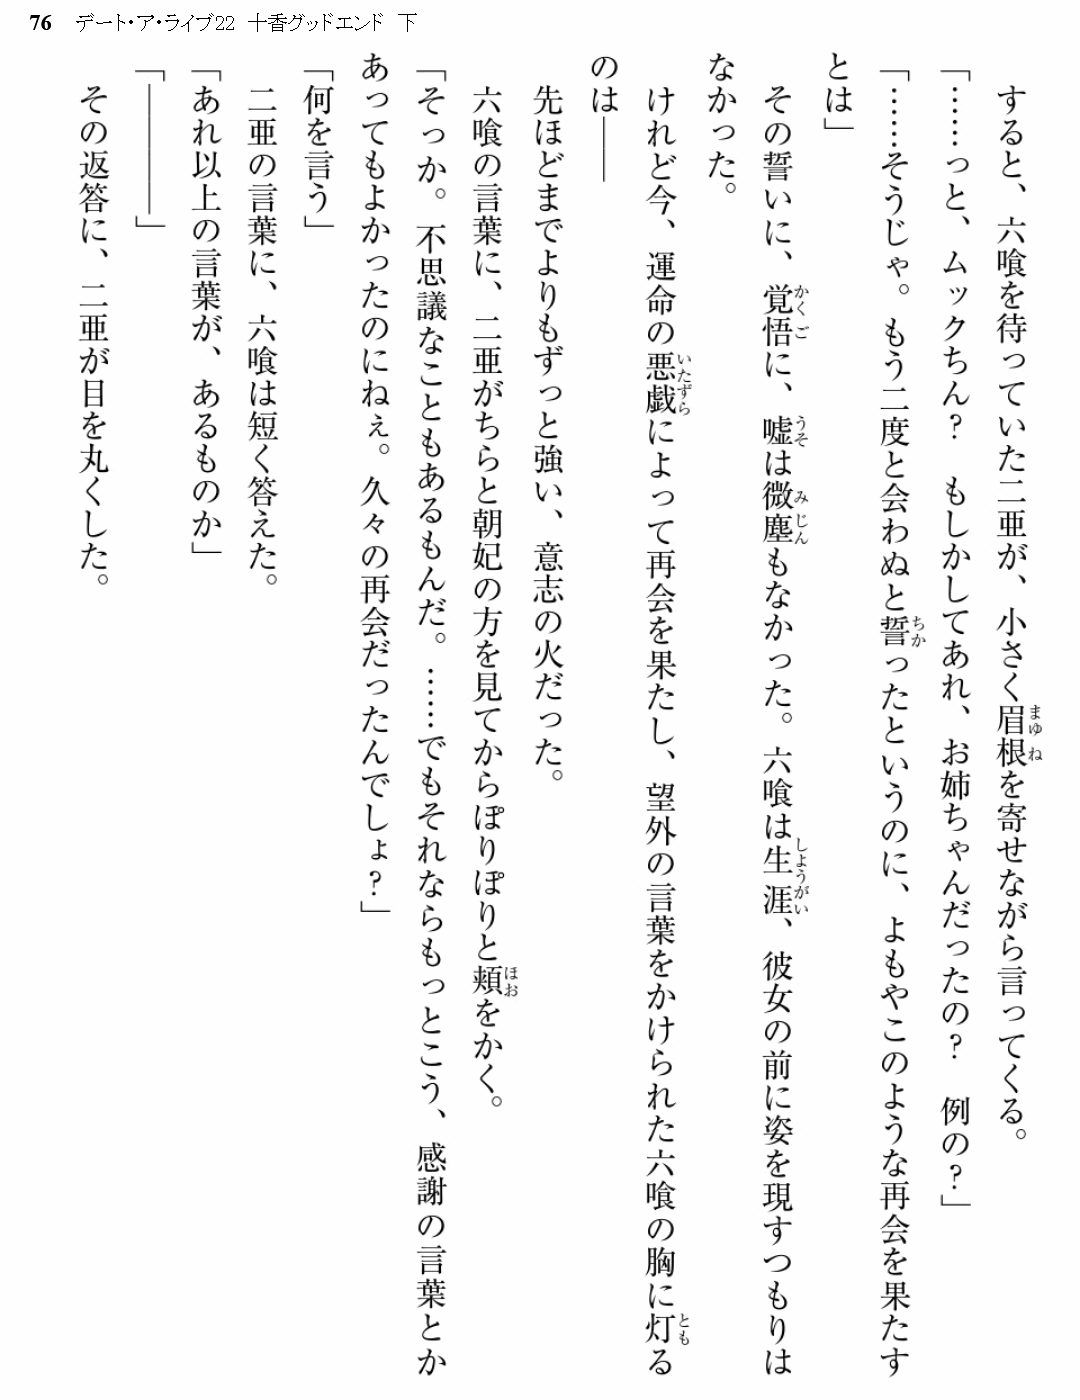 76　デート・ア・ライブ22　十香グッドエンド　下
　すると、六喰を待っていた二亜が、小さく眉根を寄せながら言ってくる。
「……っと、ムックちん？　もしかしてあれ、お姉ちゃんだったの？　例の？」
「……そうじゃ。もう二度と会わぬと誓ったというのに、よもやこのような再会を果たす
とは」
　その誓いに、覚悟に、嘘は微塵もなかった。六喰は生涯、彼女の前に姿を現すつもりは
なかった。
　けれど今、運命の悪戯によって再会を果たし、望外の言葉をかけられた六喰の胸に灯る
のは――
　先ほどまでよりもずっと強い、意志の火だった。
　六喰の言葉に、二亜がちらと朝妃の方を見てからぽりぽりと頬をかく。
「そっか。不思議なこともあるもんだ。……でもそれならもっとこう、感謝の言葉とか
あってもよかったのにねぇ。久々の再会だったんでしょ？」
「何を言う」
　二亜の言葉に、六喰は短く答えた。
「あれ以上の言葉が、あるものか」
「――――」
　その返答に、二亜が目を丸くした。